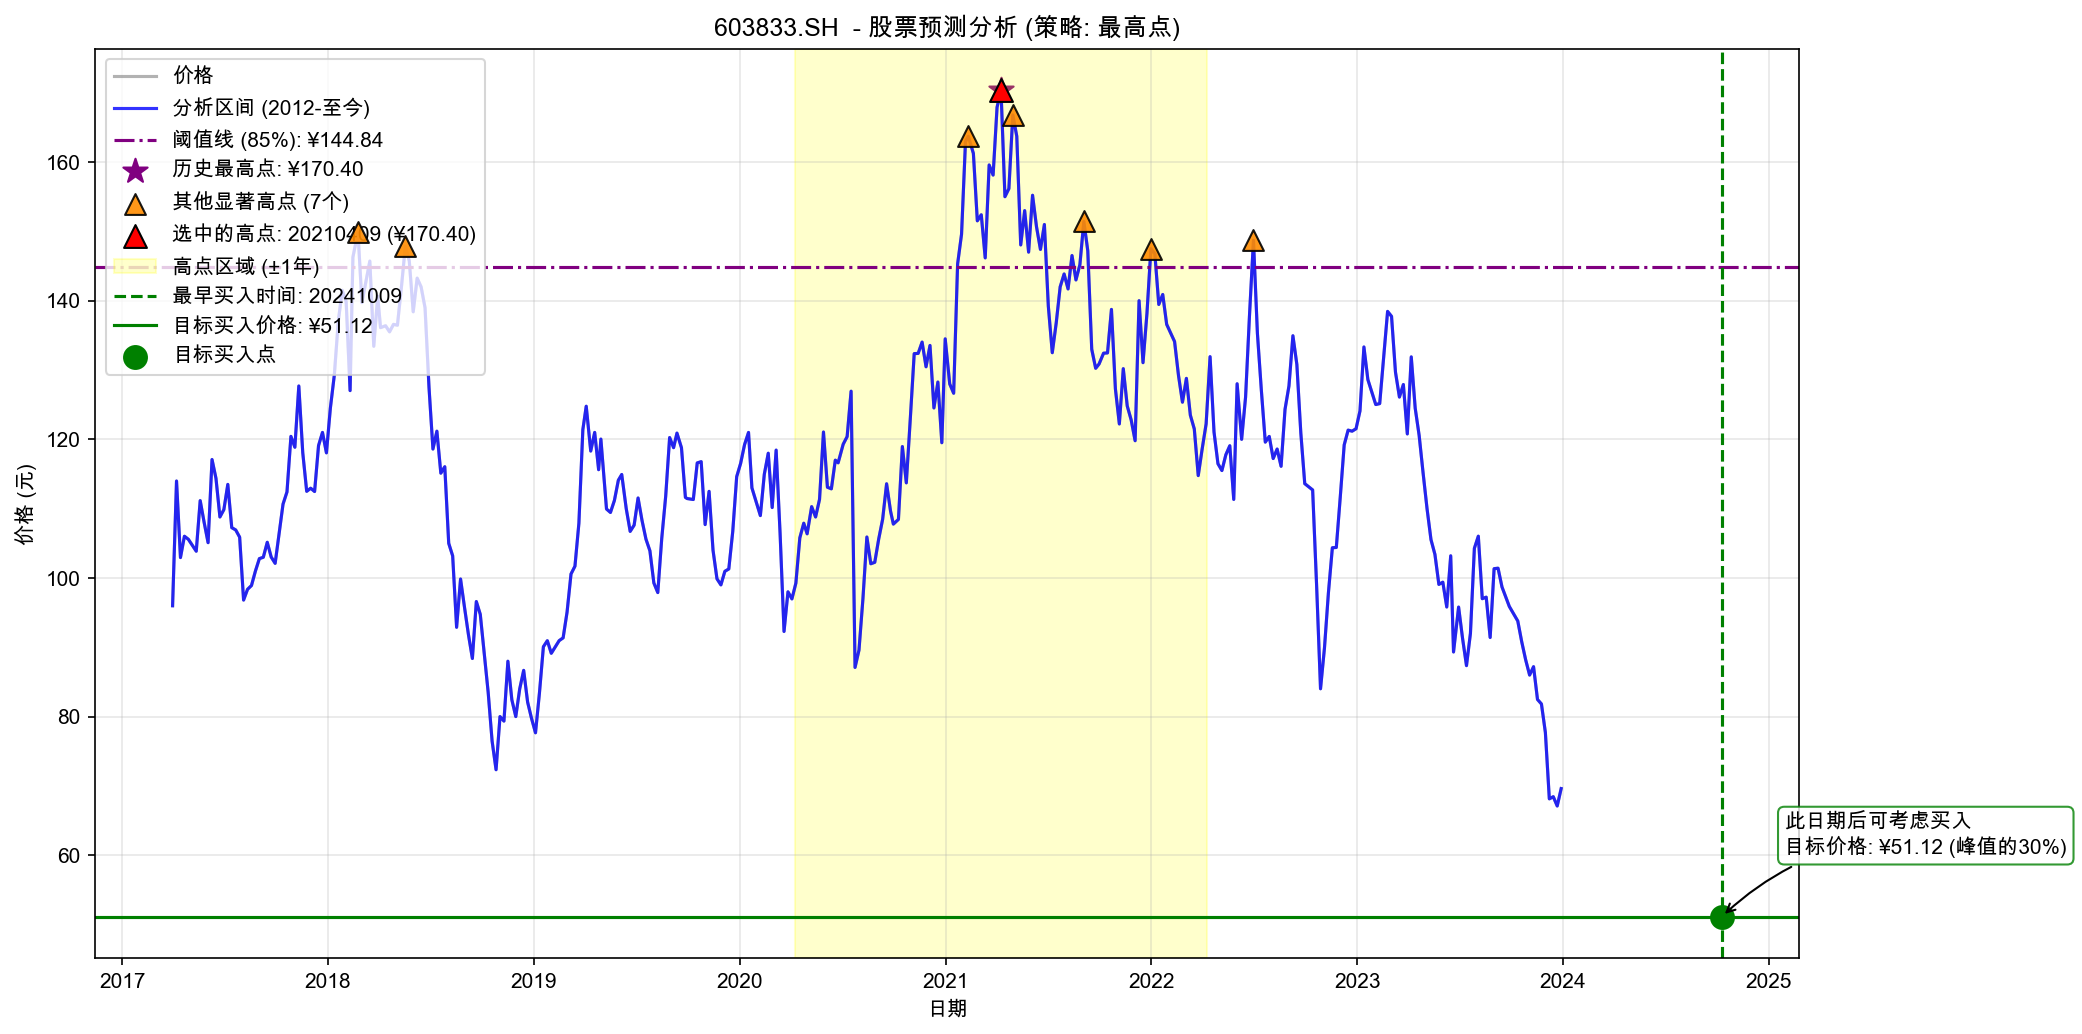 603833.SH - 股票预测分析 (策略: 最高点)
价格
分析区间 (2012-至今)
阈值线 (85%): ¥144.84
历史最高点: ¥170.40
其他显著高点 (7个)
选中的高点: 20210409 (¥170.40)
高点区域 (±1年)
最早买入时间: 20241009
目标买入价格: ¥51.12
目标买入点
价格 (元)
160
140
120
100
80
60
此日期后可考虑买入
目标价格: ¥51.12 (峰值的30%)
2017 2018 2019 2020 2021 2022 2023 2024 2025
日期